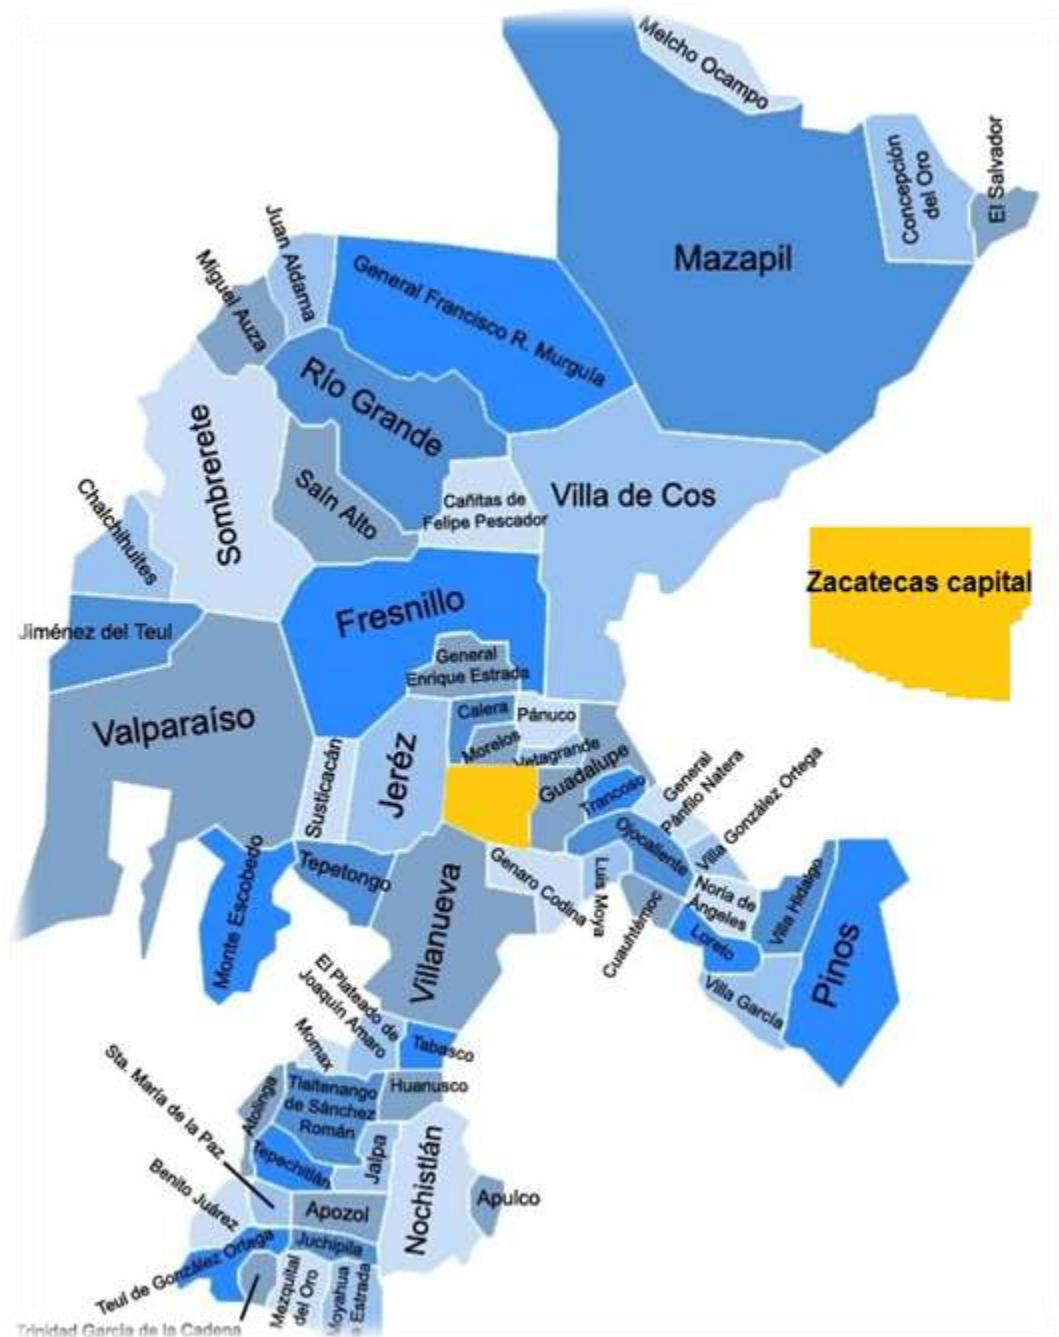 Melcho Ocampo
Concepción
del Oro
El Salvador
Mazapil
Juan Aldama
Miguel Auza
General Francisco R. Murguía
Río Grande
Sombrerete
Saín Alto
Cañitas de
Felipe Pescador
Villa de Cos
Chalchihuites
Zacatecas capital
Fresnillo
Jiménez del Teul
General
Enrique Estrada
Valparaíso
Calera
Pánuco
Morelos
Vetagrande
Susticacán
Jeréz
Guadalupe
Trancoso
General
Pánfilo Natera
Villa González Ortega
Ojocaliente
Monte Escobedo
Tepetongo
Villanueva
Genaro Codina
Luis Moya
Cuauhtémoc
Noria de
Ángeles
Villa Hidalgo
Loreto
Pinos
Villa García
El Plateado de
Joaquín Amaro
Momax
Tabasco
Sta. María de la Paz
Atolinga
Tlaltenango
de Sánchez
Román
Huanusco
Jalpa
Tepechitlán
Nochistlán
Apulco
Benito Juárez
Apozol
Juchipila
Teul de González Ortega
Mezquital
del Oro
Moyahua
Estrada
Trinidad García de la Cadena